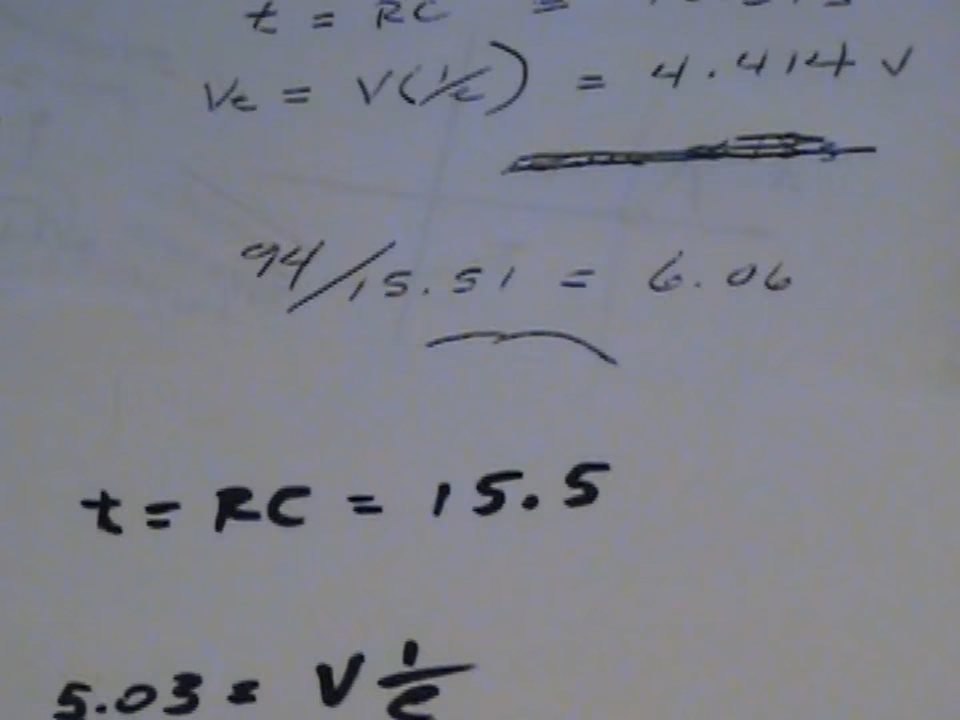 t = RC =
Vc = V(1/e) = 4.414 V
94/15.51 = 6.06
t = RC = 15.5
5.03 = V 1/e